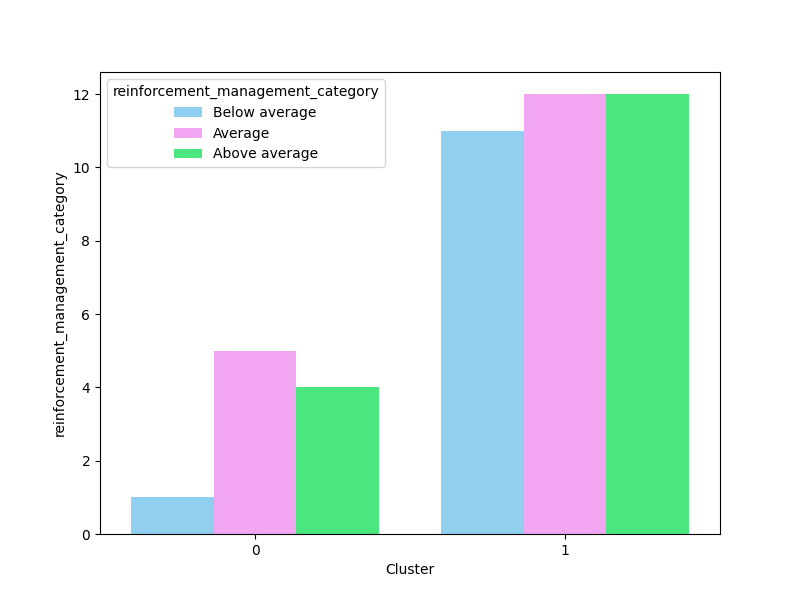 reinforcement_management_category
Below average
Average
Above average
12
10
8
6
4
2
0
reinforcement_management_category
0
1
Cluster